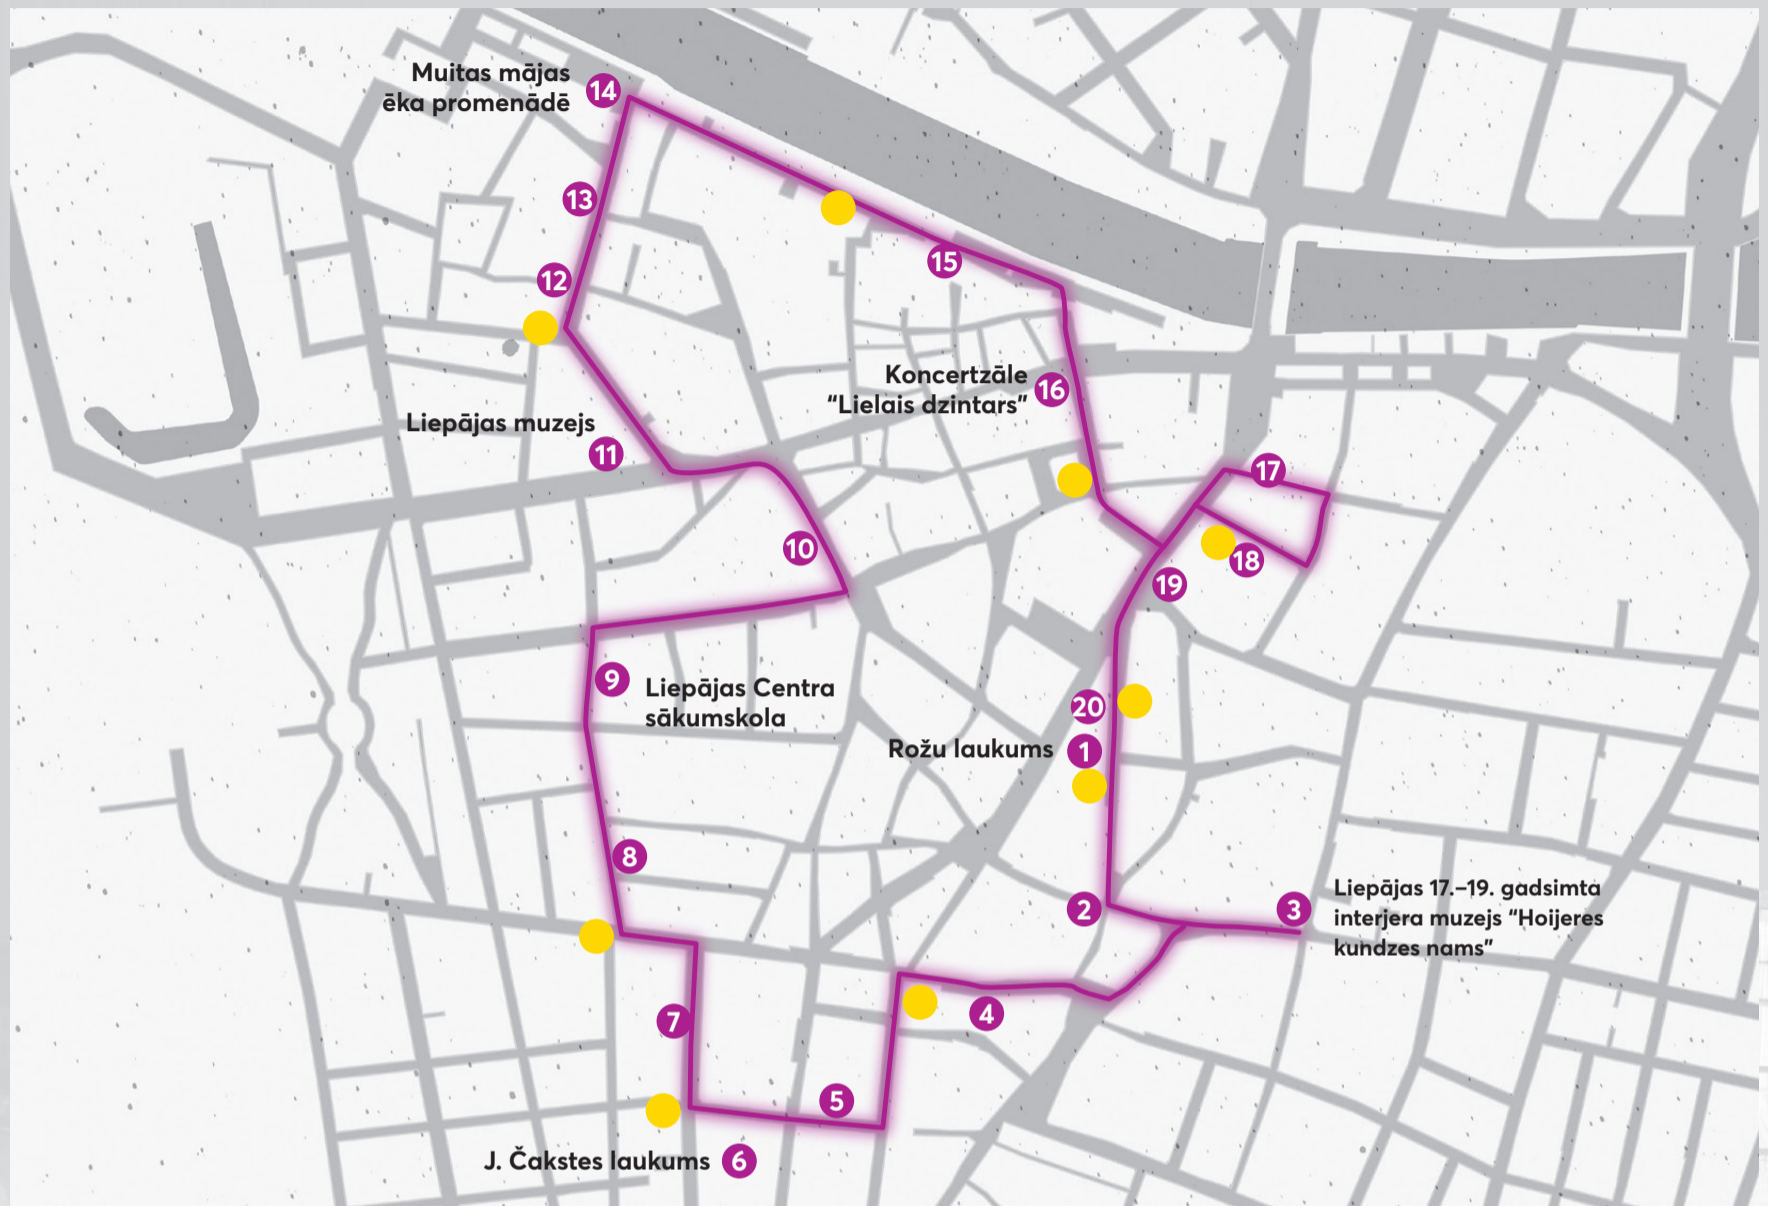 Muitas mājas
ēka promenādē
14
13
12
15
Koncertzāle
“Lielais dzintars”
16
Liepājas muzejs
11
17
10
18
19
9
Liepājas Centra
sākumskola
20
Rožu laukums
1
8
2
3
Liepājas 17.–19. gadsimta
interjera muzejs “Hoijeres
kundzes nams”
4
7
5
J. Čakstes laukums
6